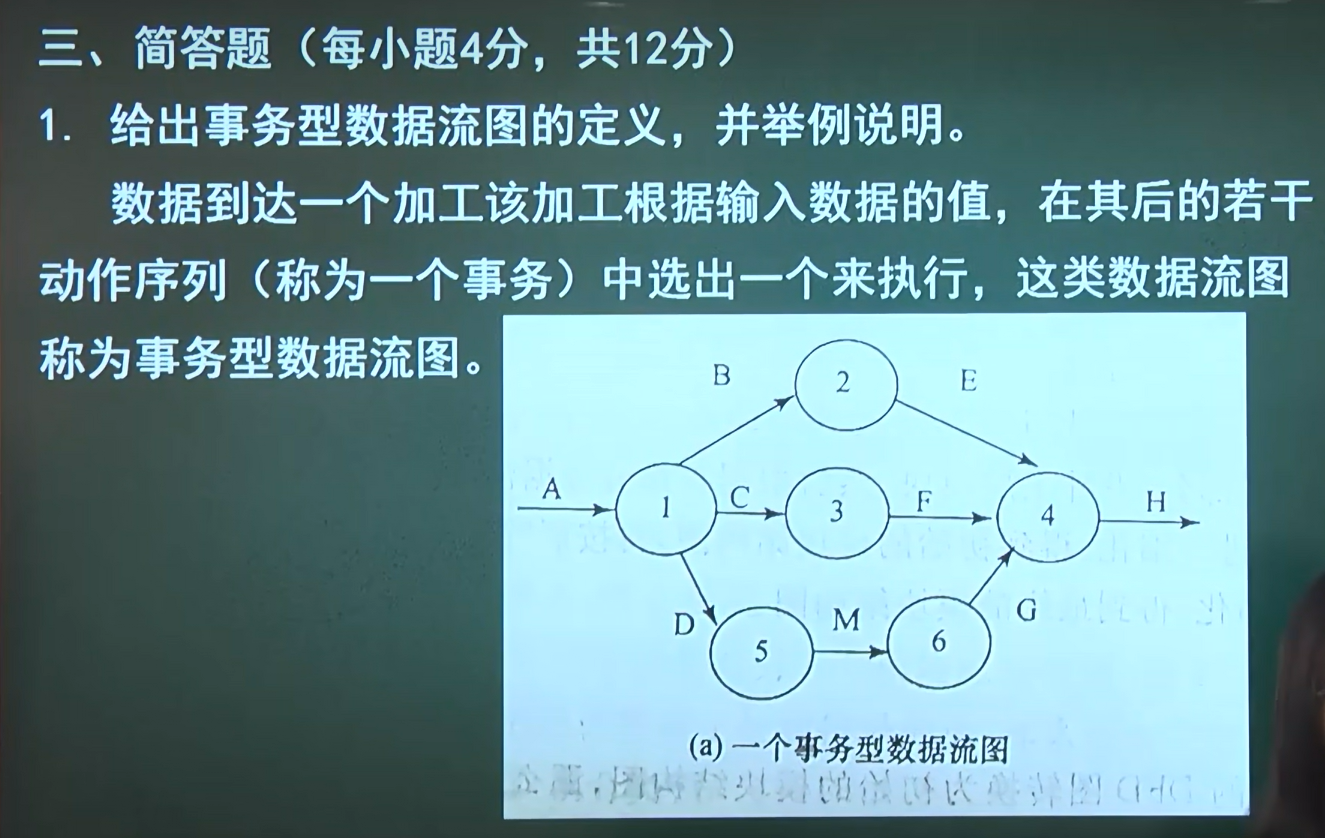 三、简答题（每小题4分，共12分）
1. 给出事务型数据流图的定义，并举例说明。
数据到达一个加工该加工根据输入数据的值，在其后的若干
动作序列（称为一个事务）中选出一个来执行，这类数据流图
称为事务型数据流图。
B 2 E
A 1 C 3 F 4 H
D 5 M 6 G
(a) 一个事务型数据流图